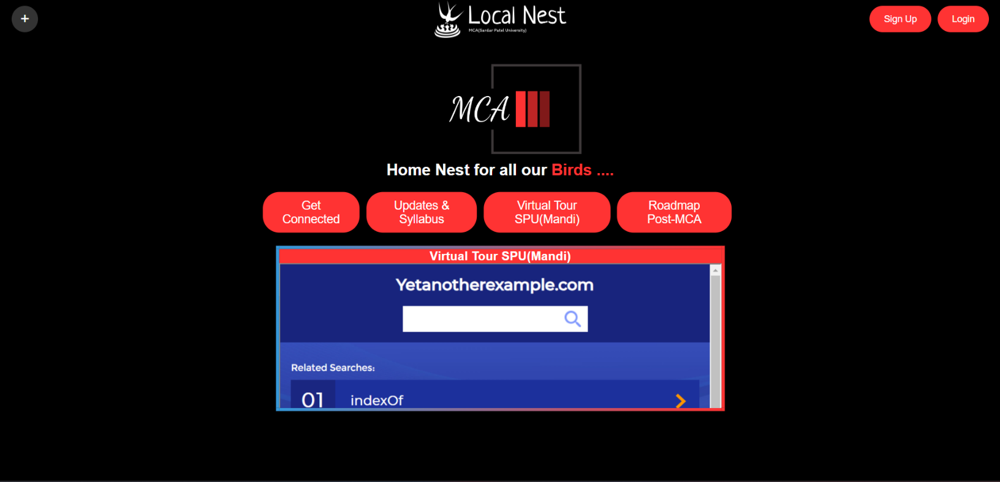 +
Local Nest
MCA(Sardar Patel University)
Sign Up
Login
MCA
Home Nest for all our Birds ....
Get
Connected
Updates &
Syllabus
Virtual Tour
SPU(Mandi)
Roadmap
Post-MCA
Virtual Tour SPU(Mandi)
Yetanotherexample.com
Related Searches:
01 indexOf